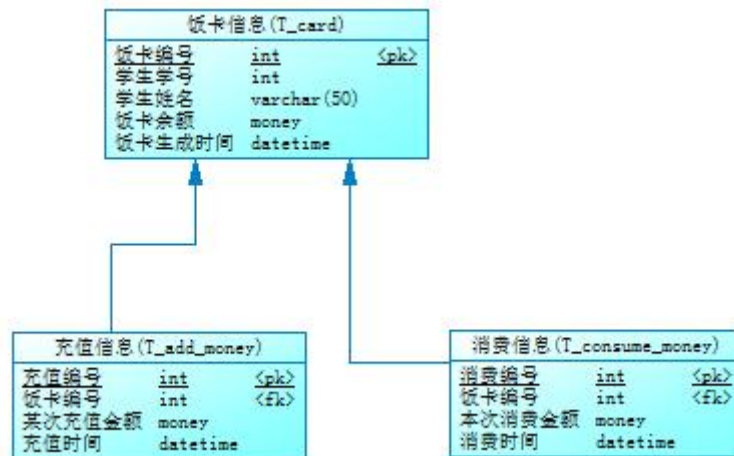 饭卡信息(T_card)
饭卡编号 int <pk>
学生学号 int
学生姓名 varchar(50)
饭卡余额 money
饭卡生成时间 datetime
充值信息(T_add_money)
充值编号 int <pk>
饭卡编号 int <fk>
某次充值金额 money
充值时间 datetime
消费信息(T_consume_money)
消费编号 int <pk>
饭卡编号 int <fk>
本次消费金额 money
消费时间 datetime